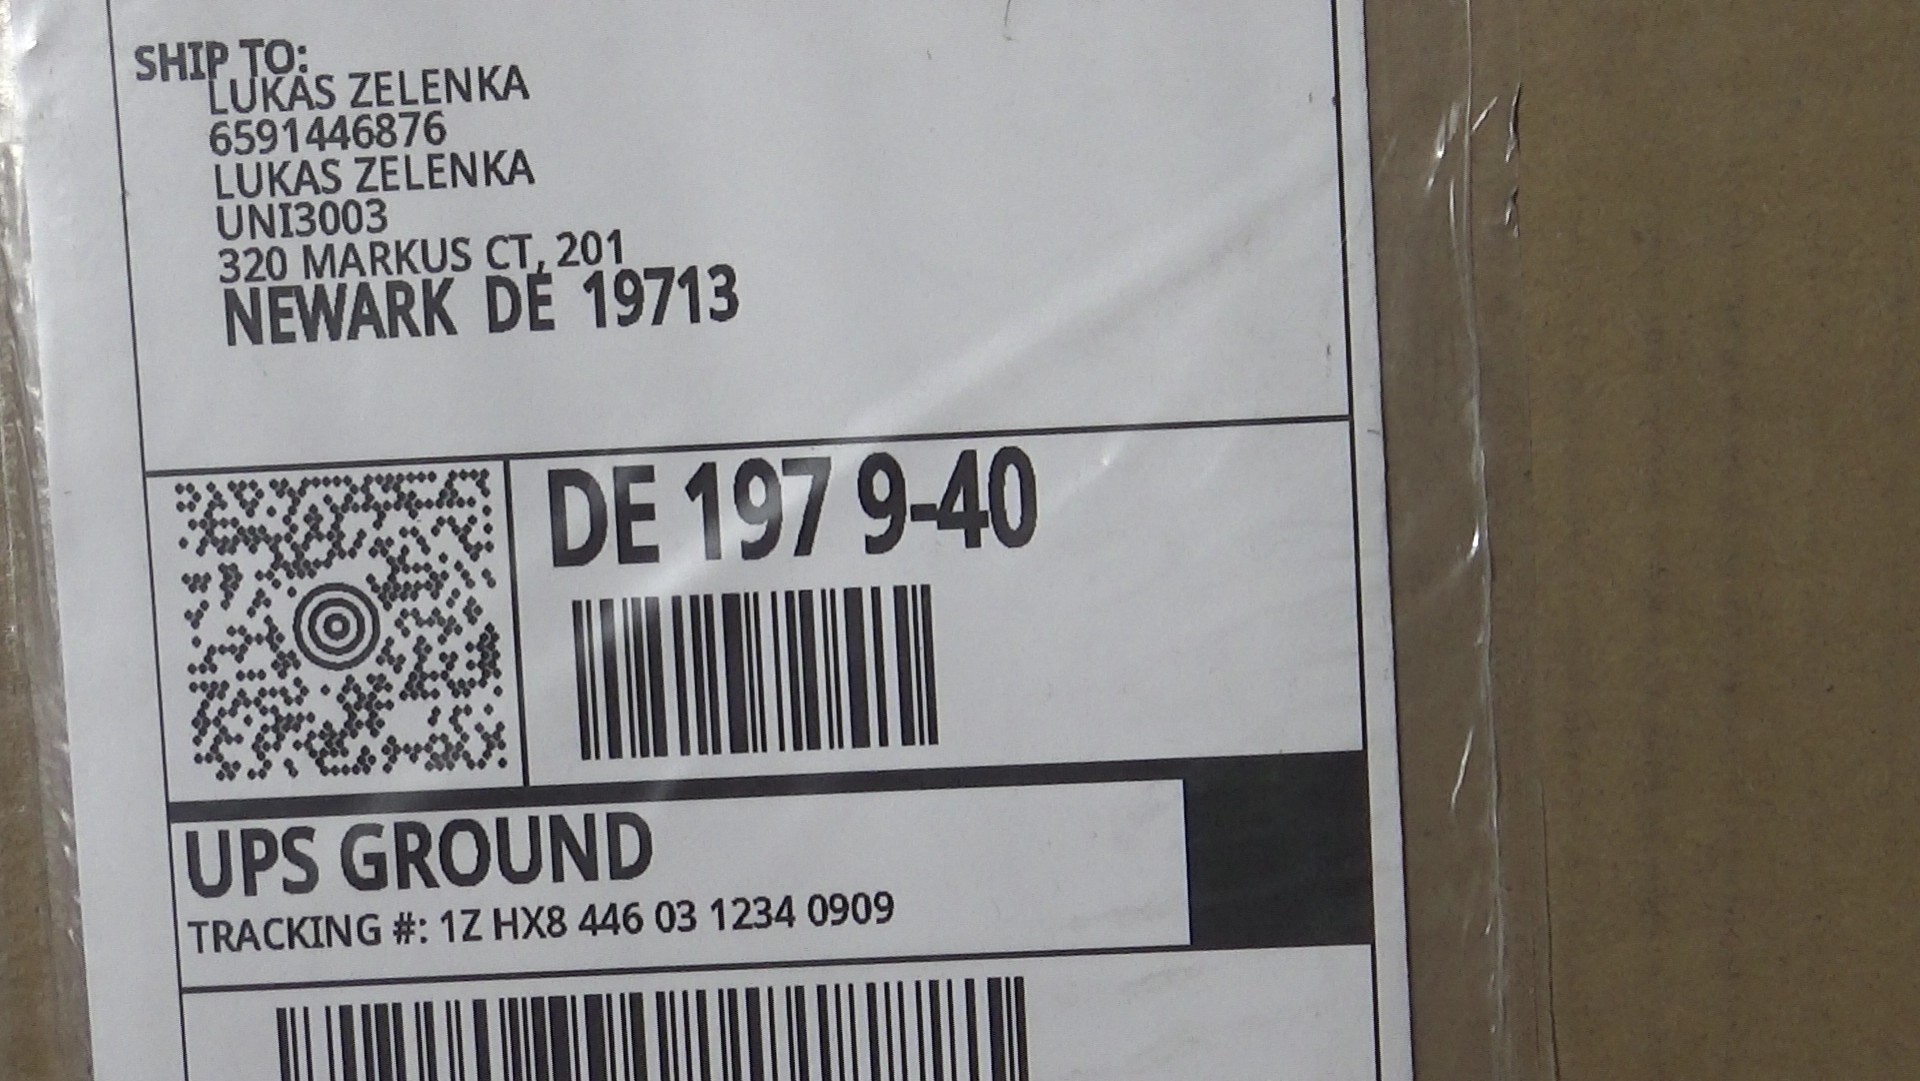 SHIP TO:
LUKAS ZELENKA
6591446876
LUKAS ZELENKA
UNI3003
320 MARKUS CT, 201
NEWARK DE 19713
DE 197 9-40
UPS GROUND
TRACKING #: 1Z HX8 446 03 1234 0909